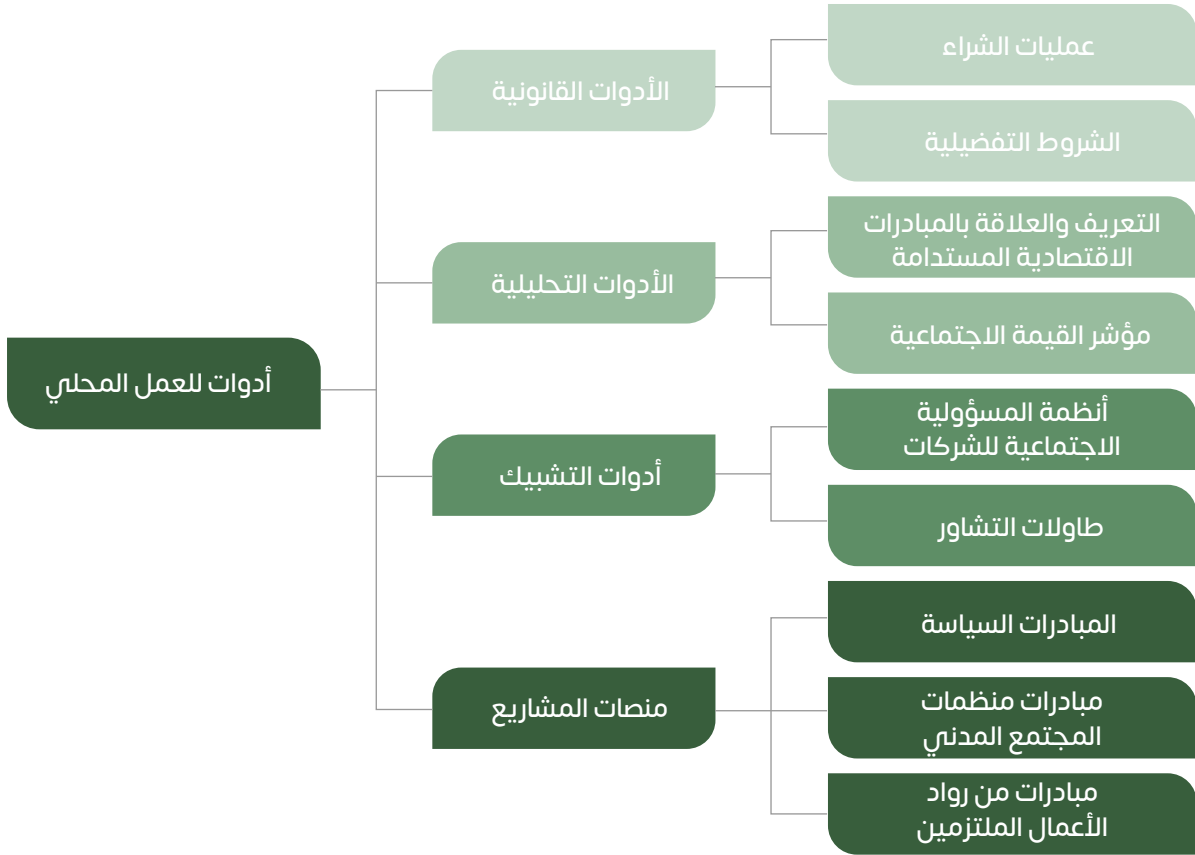 أدوات للعمل المحلي
الأدوات القانونية
عمليات الشراء
الشروط التفضيلية
الأدوات التحليلية
التعريف والعلاقة بالمبادرات
الاقتصادية المستدامة
مؤشر القيمة الاجتماعية
أدوات التشبيك
أنظمة المسؤولية
الاجتماعية للشركات
طاولات التشاور
منصات المشاريع
المبادرات السياسة
مبادرات منظمات
المجتمع المدني
مبادرات من رواد
الأعمال الملتزمين